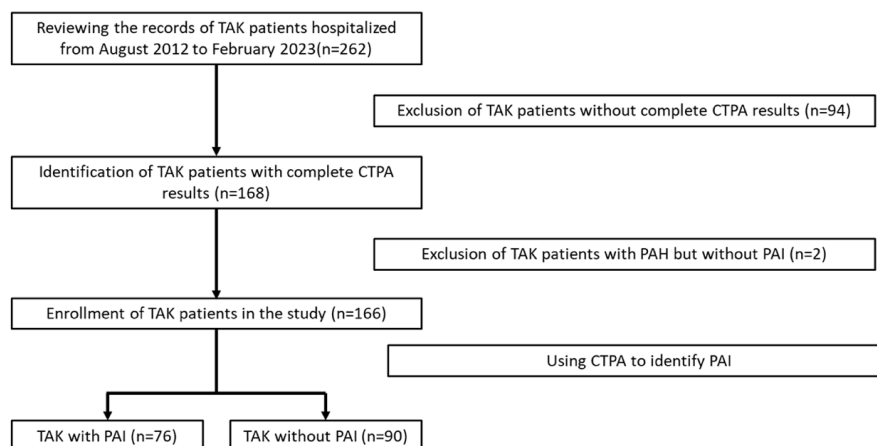 Reviewing the records of TAK patients hospitalized
from August 2012 to February 2023(n=262)
Exclusion of TAK patients without complete CTPA results (n=94)
Identification of TAK patients with complete CTPA
results (n=168)
Exclusion of TAK patients with PAH but without PAI (n=2)
Enrollment of TAK patients in the study (n=166)
Using CTPA to identify PAI
TAK with PAI (n=76)
TAK without PAI (n=90)